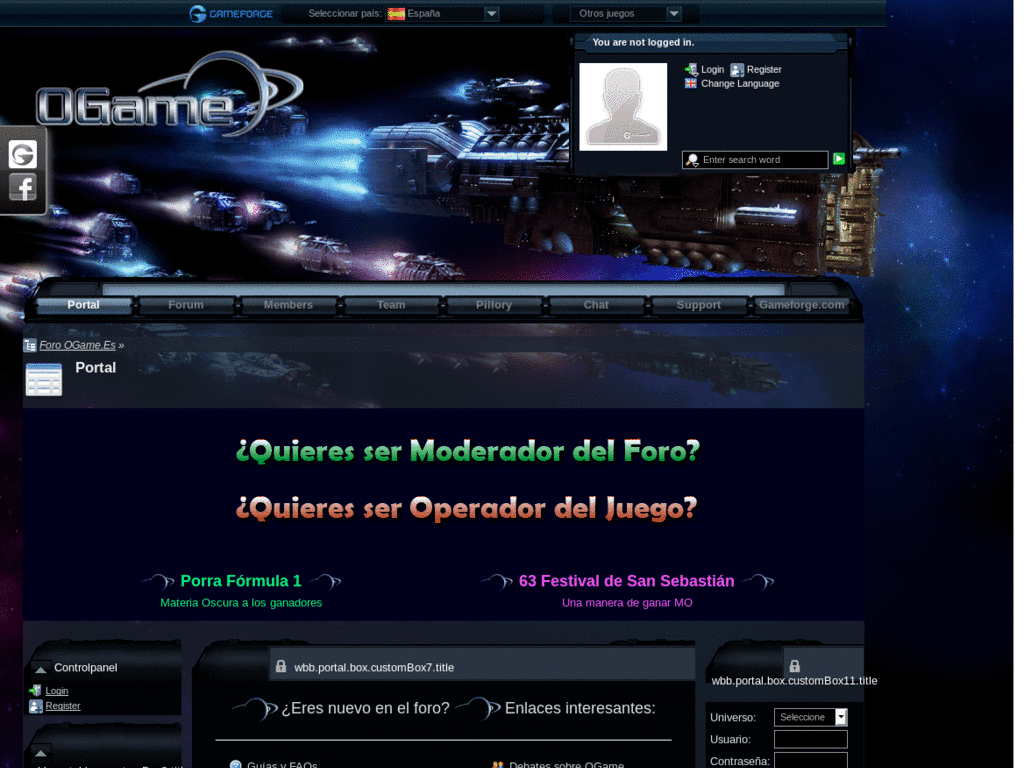 GAMEFORGE Seleccionar país: España Otros juegos
You are not logged in.
Login Register
Change Language
Enter search word
OGame
Portal Forum Members Team Pillory Chat Support Gameforge.com
Foro OGame.Es »
Portal
¿Quieres ser Moderador del Foro?
¿Quieres ser Operador del Juego?
Porra Fórmula 1
Materia Oscura a los ganadores
63 Festival de San Sebastián
Una manera de ganar MO
Controlpanel
Login
Register
wbb.portal.box.customBox7.title
¿Eres nuevo en el foro? Enlaces interesantes:
Guías y FAQs Debates sobre OGame
wbb.portal.box.customBox11.title
Universo: Seleccione
Usuario:
Contraseña: